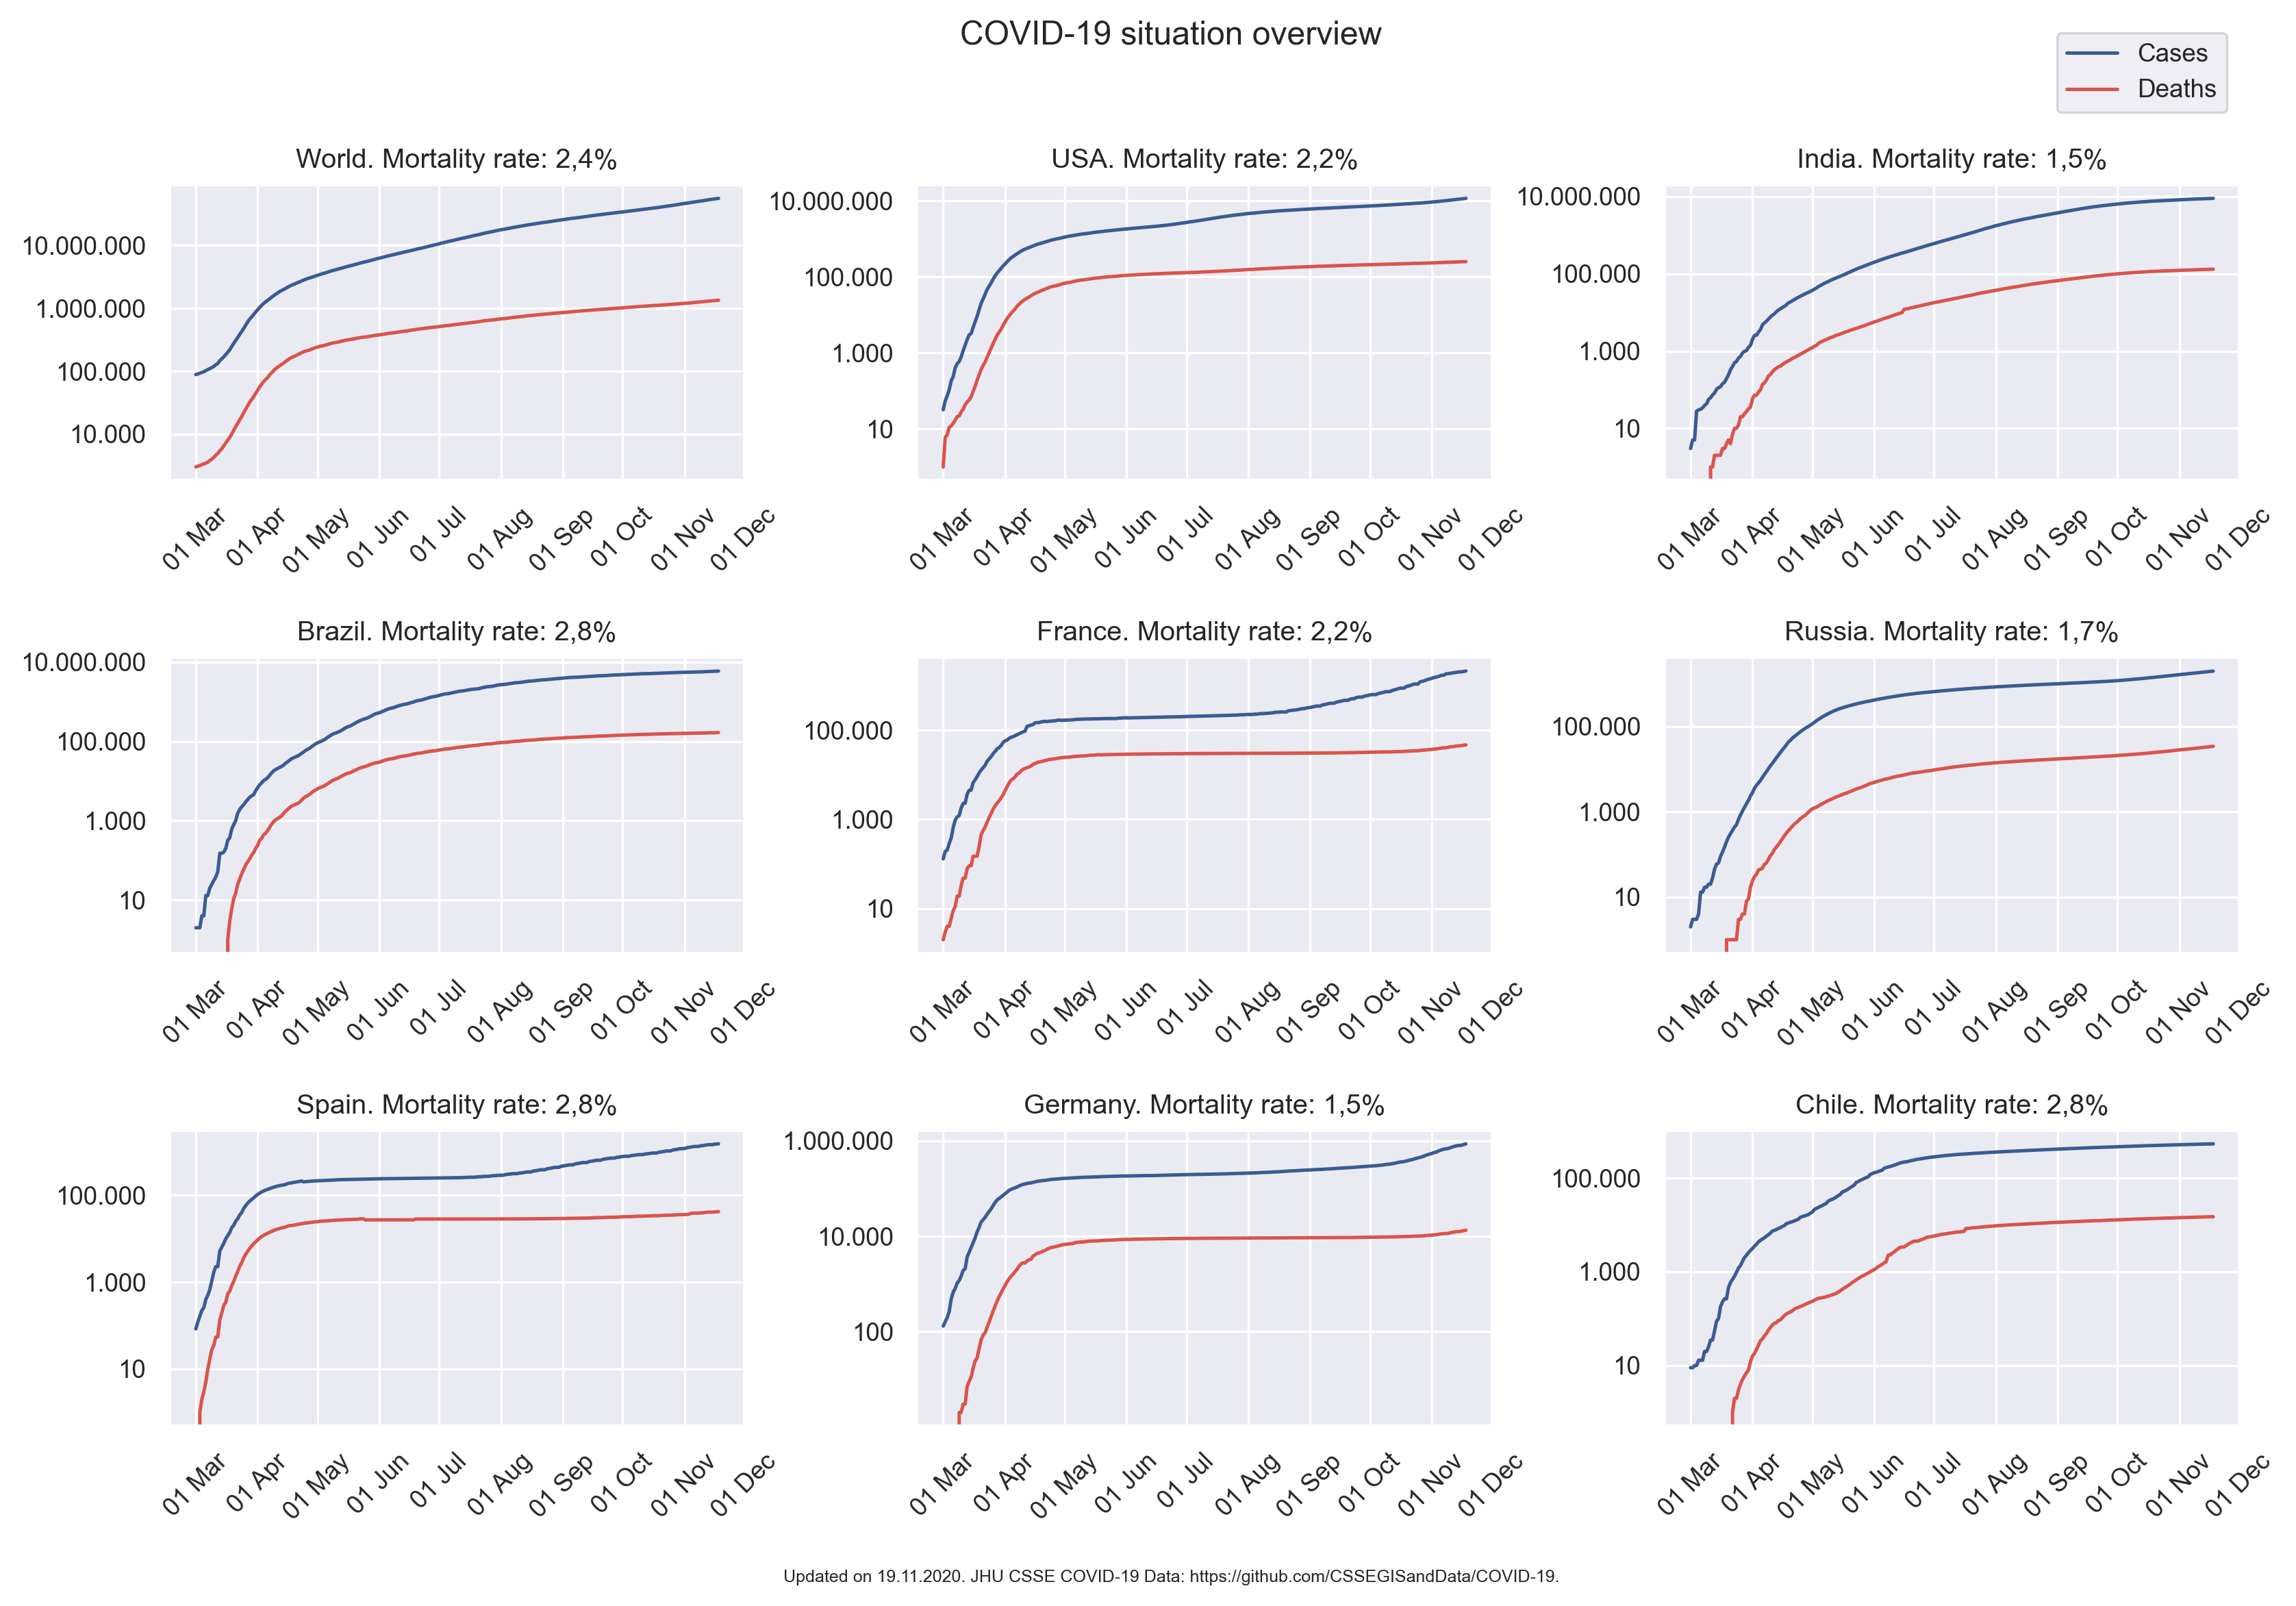 COVID-19 situation overview
Cases
Deaths
World. Mortality rate: 2,4%
10.000.000
1.000.000
100.000
10.000
01 Mar
01 Apr
01 May
01 Jun
01 Jul
01 Aug
01 Sep
01 Oct
01 Nov
01 Dec
USA. Mortality rate: 2,2%
10.000.000
100.000
1.000
10
01 Mar
01 Apr
01 May
01 Jun
01 Jul
01 Aug
01 Sep
01 Oct
01 Nov
01 Dec
India. Mortality rate: 1,5%
10.000.000
100.000
1.000
10
01 Mar
01 Apr
01 May
01 Jun
01 Jul
01 Aug
01 Sep
01 Oct
01 Nov
01 Dec
Brazil. Mortality rate: 2,8%
10.000.000
100.000
1.000
10
01 Mar
01 Apr
01 May
01 Jun
01 Jul
01 Aug
01 Sep
01 Oct
01 Nov
01 Dec
France. Mortality rate: 2,2%
100.000
1.000
10
01 Mar
01 Apr
01 May
01 Jun
01 Jul
01 Aug
01 Sep
01 Oct
01 Nov
01 Dec
Russia. Mortality rate: 1,7%
100.000
1.000
10
01 Mar
01 Apr
01 May
01 Jun
01 Jul
01 Aug
01 Sep
01 Oct
01 Nov
01 Dec
Spain. Mortality rate: 2,8%
100.000
1.000
10
01 Mar
01 Apr
01 May
01 Jun
01 Jul
01 Aug
01 Sep
01 Oct
01 Nov
01 Dec
Germany. Mortality rate: 1,5%
1.000.000
10.000
100
01 Mar
01 Apr
01 May
01 Jun
01 Jul
01 Aug
01 Sep
01 Oct
01 Nov
01 Dec
Chile. Mortality rate: 2,8%
100.000
1.000
10
01 Mar
01 Apr
01 May
01 Jun
01 Jul
01 Aug
01 Sep
01 Oct
01 Nov
01 Dec
Updated on 19.11.2020. JHU CSSE COVID-19 Data: https://github.com/CSSEGISandData/COVID-19.